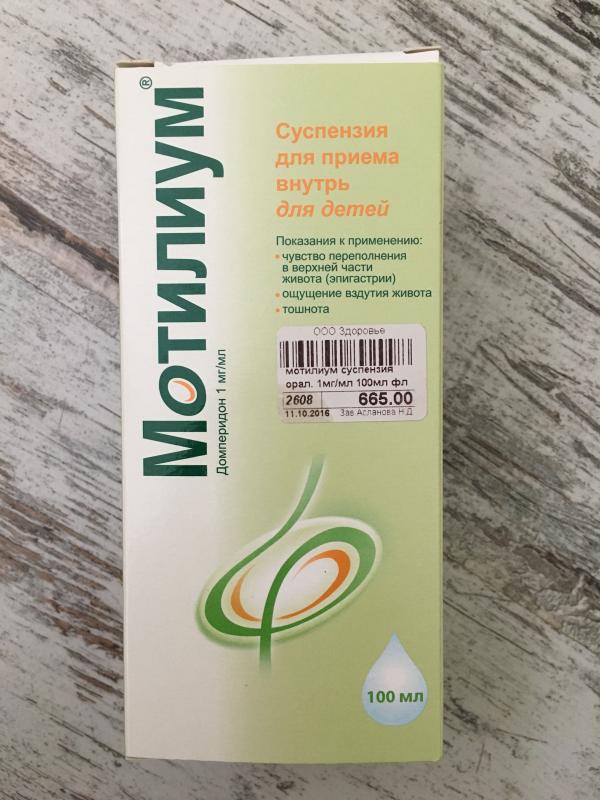 Мотилиум®
Домперидон 1 мг/мл
Суспензия
для приема
внутрь
для детей
Показания к применению:
• чувство переполнения
в верхней части
живота (эпигастрии)
• ощущение вздутия живота
• тошнота
ООО Здоровье
мотилиум суспензия
орал. 1мг/мл 100мл фл
2608 665.00
11.10.2016 Зав Асланова Н.Д
100 мл